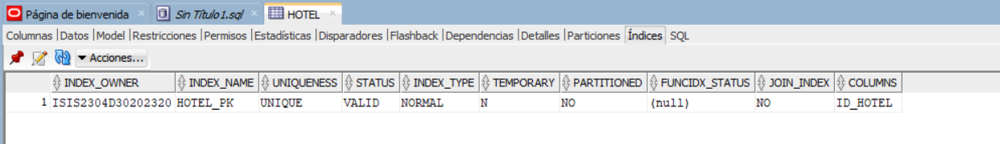 Página de bienvenida Sin Título 1.sql HOTEL
Columnas |Datos |Model |Restricciones |Permisos |Estadísticas |Disparadores |Flashback |Dependencias |Detalles |Particiones |Índices |SQL
Acciones...
INDEX_OWNER INDEX_NAME UNIQUENESS STATUS INDEX_TYPE TEMPORARY PARTITIONED FUNCIDX_STATUS JOIN_INDEX COLUMNS
1 ISIS2304D30202320 HOTEL_PK UNIQUE VALID NORMAL N NO (null) NO ID_HOTEL